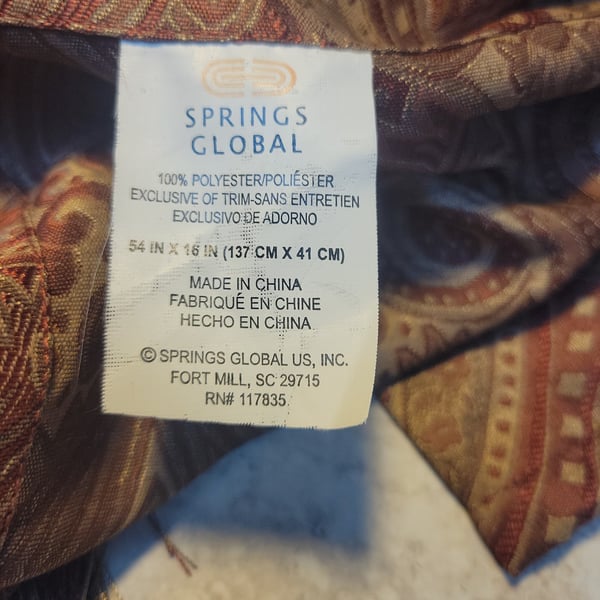 SPRINGS
GLOBAL
100% POLYESTER/POLIÉSTER
EXCLUSIVE OF TRIM-SANS ENTRETIEN
EXCLUSIVO DE ADORNO
54 IN X 16 IN (137 CM X 41 CM)
MADE IN CHINA
FABRIQUÉ EN CHINE
HECHO EN CHINA
© SPRINGS GLOBAL US, INC.
FORT MILL, SC 29715
RN# 117835